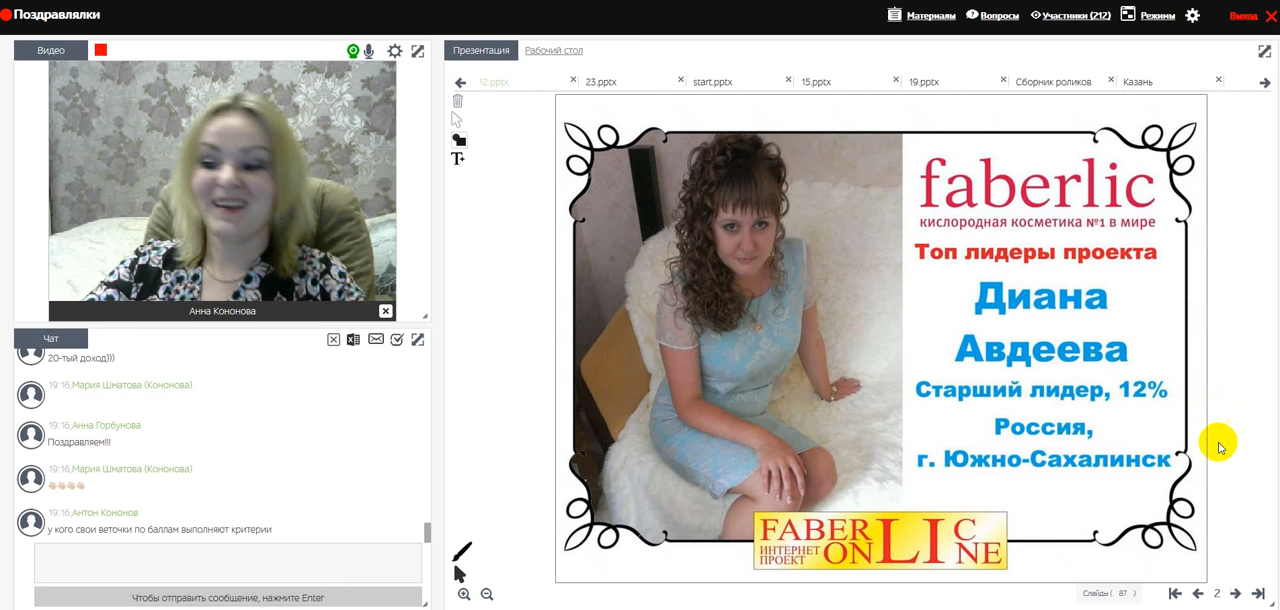 Поздравлялки
Материалы
Вопросы
Участники (212)
Режимы
Выход
Видео
Анна Кононова
Чат
20-тый доход)))
19:16, Мария Шматова (Кононова)
19:16, Анна Горбунова
Поздравляем!!!
19:16, Мария Шматова (Кононова)
19:16, Антон Кононов
у кого свои веточки по баллам выполняют критерии
Чтобы отправить сообщение, нажмите Enter
Презентация
Рабочий стол
12.pptx
23.pptx
start.pptx
15.pptx
19.pptx
Сборник роликов
Казань
faberlic
кислородная косметика №1 в мире
Топ лидеры проекта
Диана
Авдеева
Старший лидер, 12%
Россия,
г. Южно-Сахалинск
FABERLIC
ИНТЕРНЕТ
ПРОЕКТ
ONLINE
Слайды ( 87 )
2